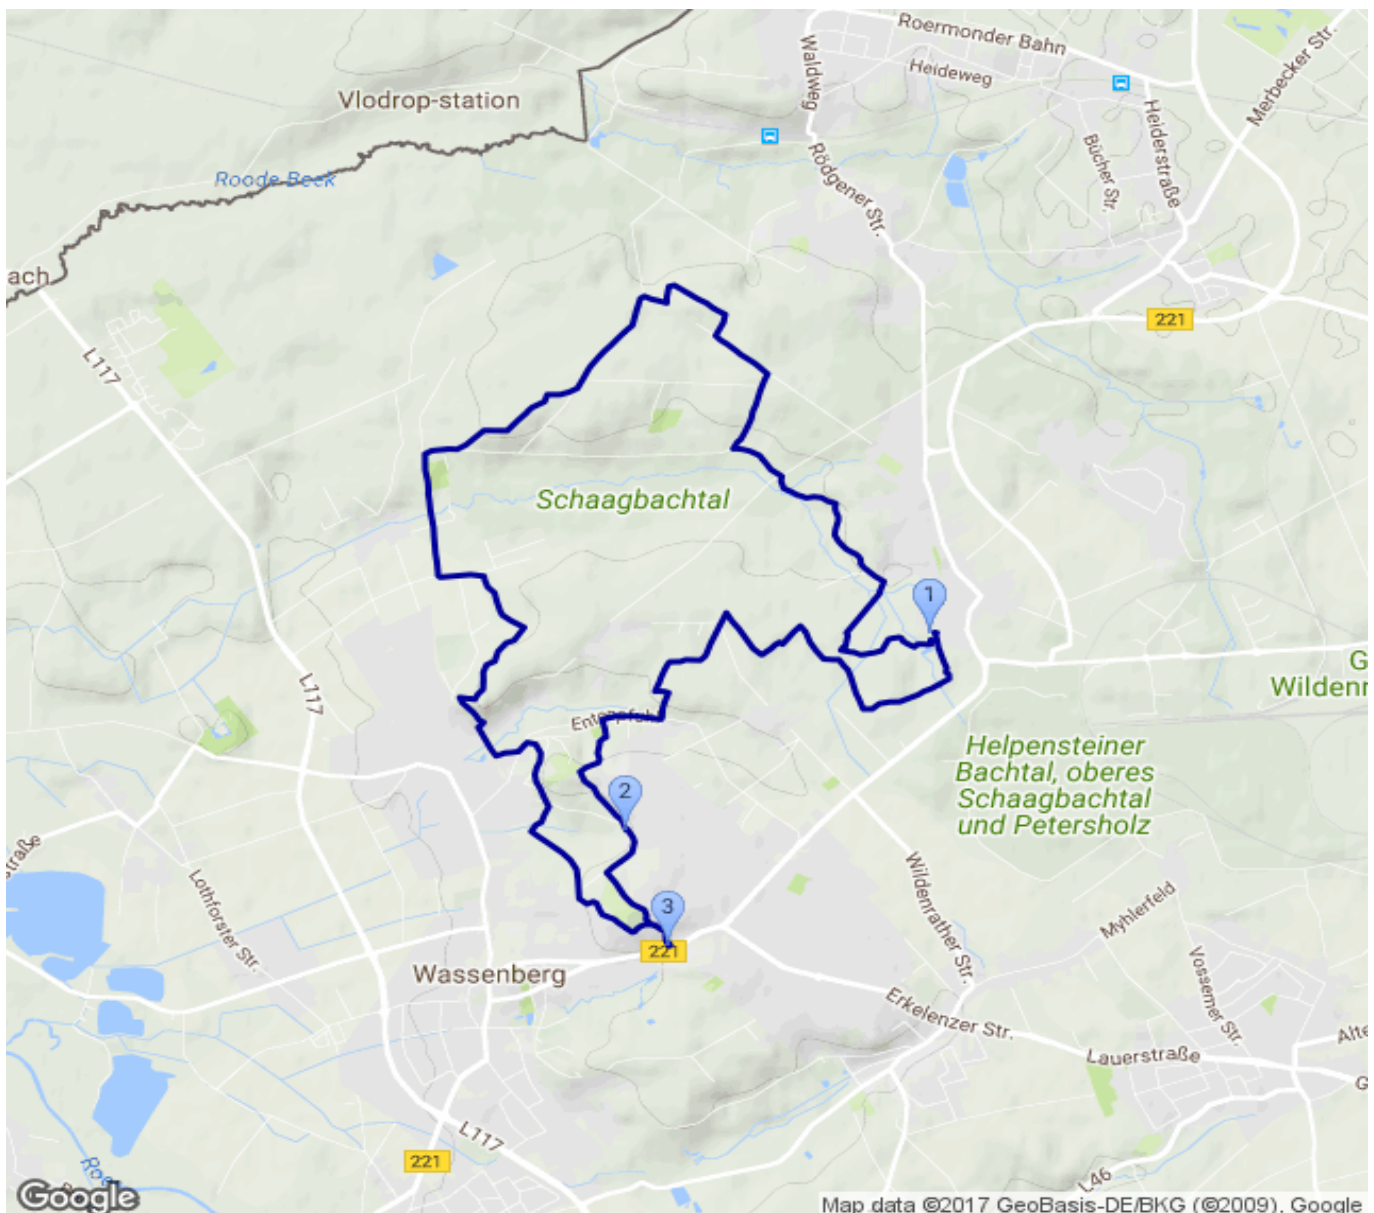 Roermonder Bahn
Merbecker Str.
Waldweg
Heideweg
Vlodrop-station
Heiderstraße
Bücher Str.
Rödgener Str.
Roode Beek
ach
221
L117
Schaagbachtal
1
G
Wildenr
L117
Entenpfuhl
Helpensteiner
Bachtal, oberes
Schaagbachtal
und Petersholz
2
straße
Lothforster Str.
Wildenrather Str.
Myhlerfeld
3
221
Wassenberg
Vossemer Str.
Erkelenzer Str.
Alte
Lauerstraße
G
L117
221
L46
Google
Map data ©2017 GeoBasis-DE/BKG (©2009), Google